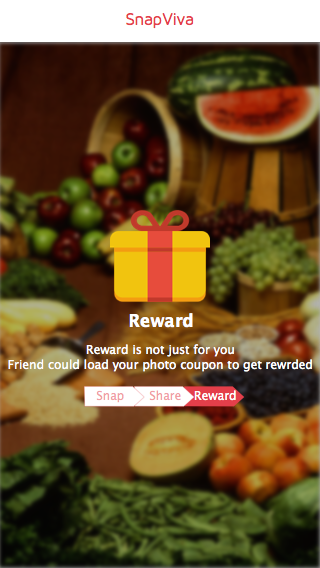 SnapViva
Reward
Reward is not just for you
Friend could load your photo coupon to get rewrded
Snap Share Reward